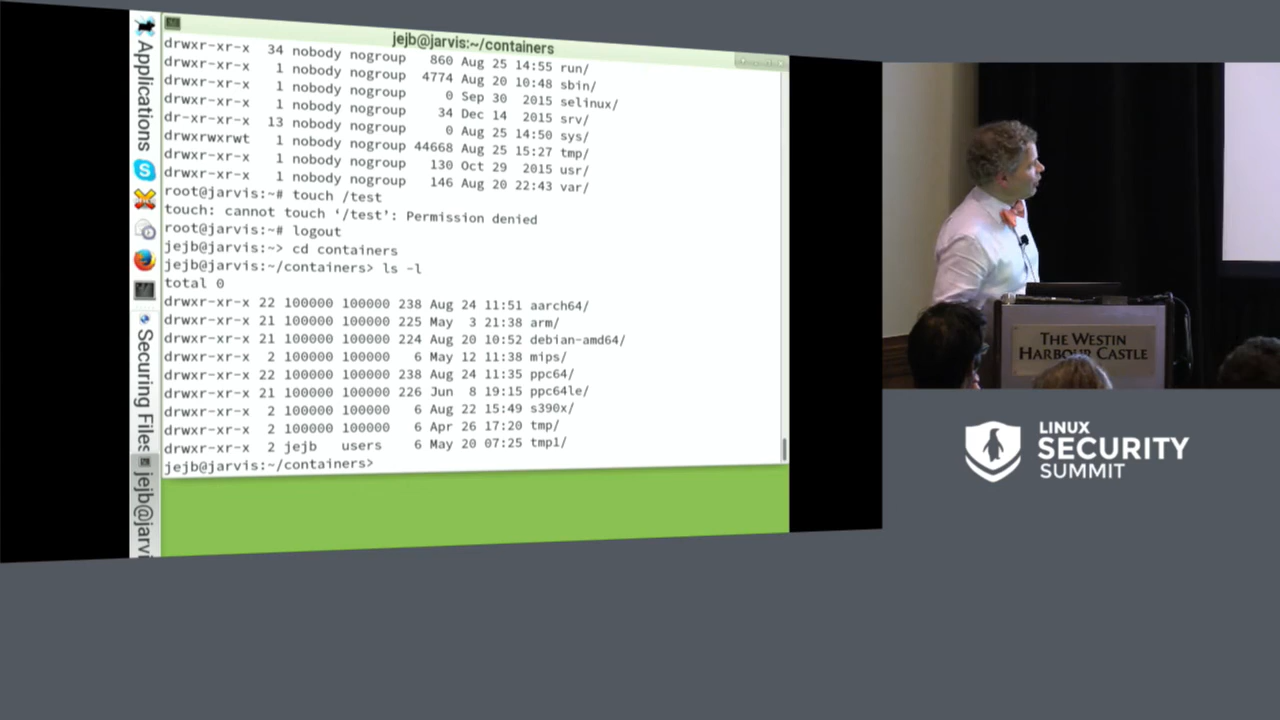 jejb@jarvis:~/containers
drwxr-xr-x 34 nobody nogroup 860 Aug 25 14:55 run/
drwxr-xr-x 1 nobody nogroup 4774 Aug 20 10:48 sbin/
drwxr-xr-x 1 nobody nogroup 0 Sep 30 2015 selinux/
drwxr-xr-x 1 nobody nogroup 34 Dec 14 2015 srv/
dr-xr-xr-x 13 nobody nogroup 0 Aug 25 14:50 sys/
drwxrwxrwt 1 nobody nogroup 44668 Aug 25 15:27 tmp/
drwxr-xr-x 1 nobody nogroup 130 Oct 29 2015 usr/
drwxr-xr-x 1 nobody nogroup 146 Aug 20 22:43 var/
root@jarvis:~# touch /test
touch: cannot touch ‘/test’: Permission denied
root@jarvis:~# logout
jejb@jarvis:~> cd containers
jejb@jarvis:~/containers> ls -l
total 0
drwxr-xr-x 22 100000 100000 238 Aug 24 11:51 aarch64/
drwxr-xr-x 21 100000 100000 225 May 3 21:38 arm/
drwxr-xr-x 21 100000 100000 224 Aug 20 10:52 debian-amd64/
drwxr-xr-x 2 100000 100000 6 May 12 11:38 mips/
drwxr-xr-x 22 100000 100000 238 Aug 24 11:35 ppc64/
drwxr-xr-x 21 100000 100000 226 Jun 8 19:15 ppc64le/
drwxr-xr-x 2 100000 100000 6 Aug 22 15:49 s390x/
drwxr-xr-x 2 100000 100000 6 Apr 26 17:20 tmp/
drwxr-xr-x 2 jejb users 6 May 20 07:25 tmp1/
jejb@jarvis:~/containers>
Applications
Securing Files
jejb@jarvi
THE WESTIN
HARBOUR CASTLE
LINUX
SECURITY
SUMMIT